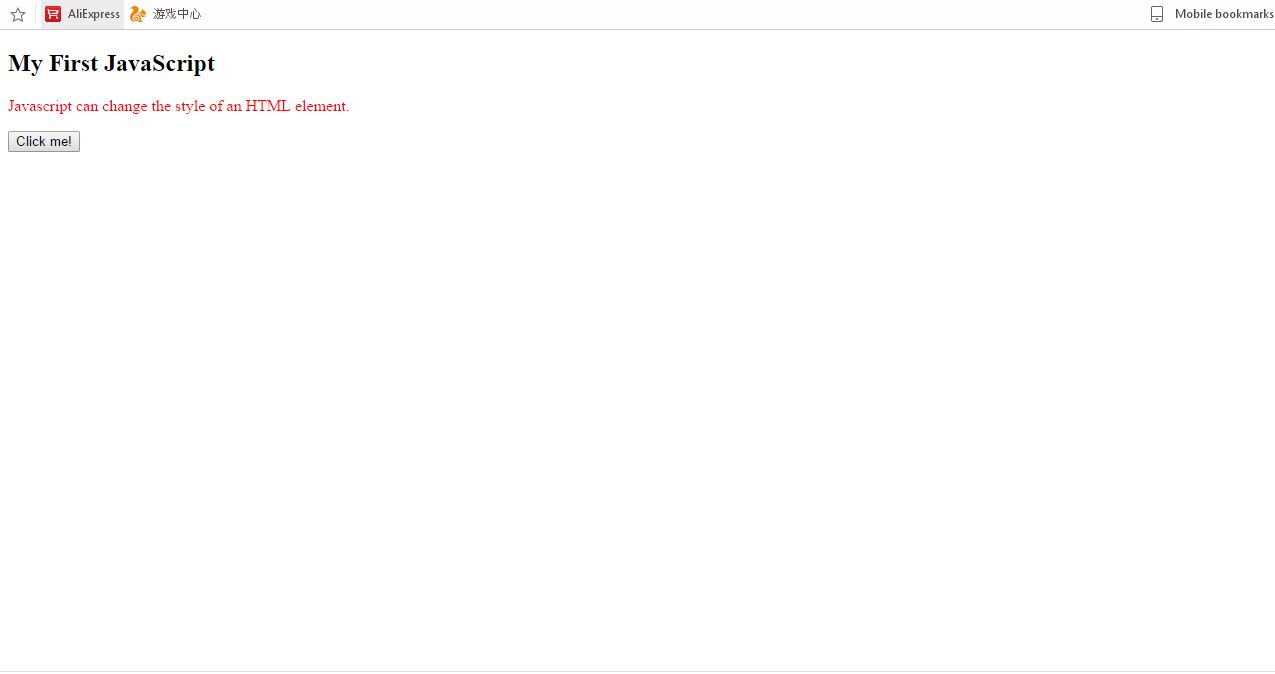 AliExpress 游戏中心 Mobile bookmarks
My First JavaScript
Javascript can change the style of an HTML element.
Click me!